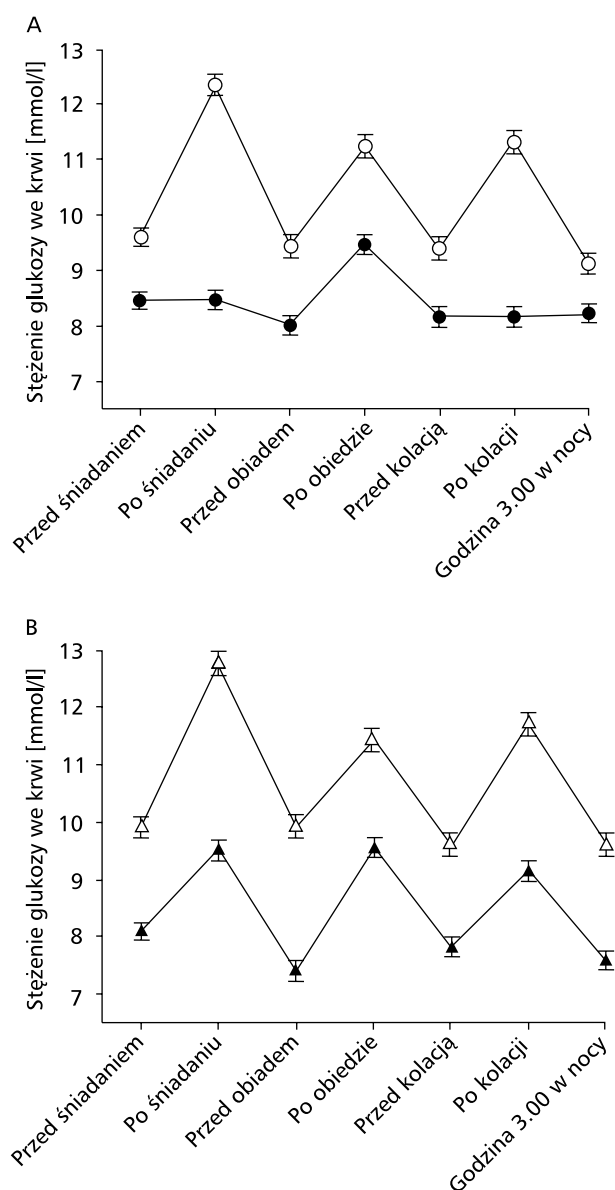 A
Stężenie glukozy we krwi [mmol/l]
13
12
11
10
9
8
7
Przed śniadaniem
Po śniadaniu
Przed obiadem
Po obiedzie
Przed kolacją
Po kolacji
Godzina 3.00 w nocy
B
Stężenie glukozy we krwi [mmol/l]
13
12
11
10
9
8
7
Przed śniadaniem
Po śniadaniu
Przed obiadem
Po obiedzie
Przed kolacją
Po kolacji
Godzina 3.00 w nocy